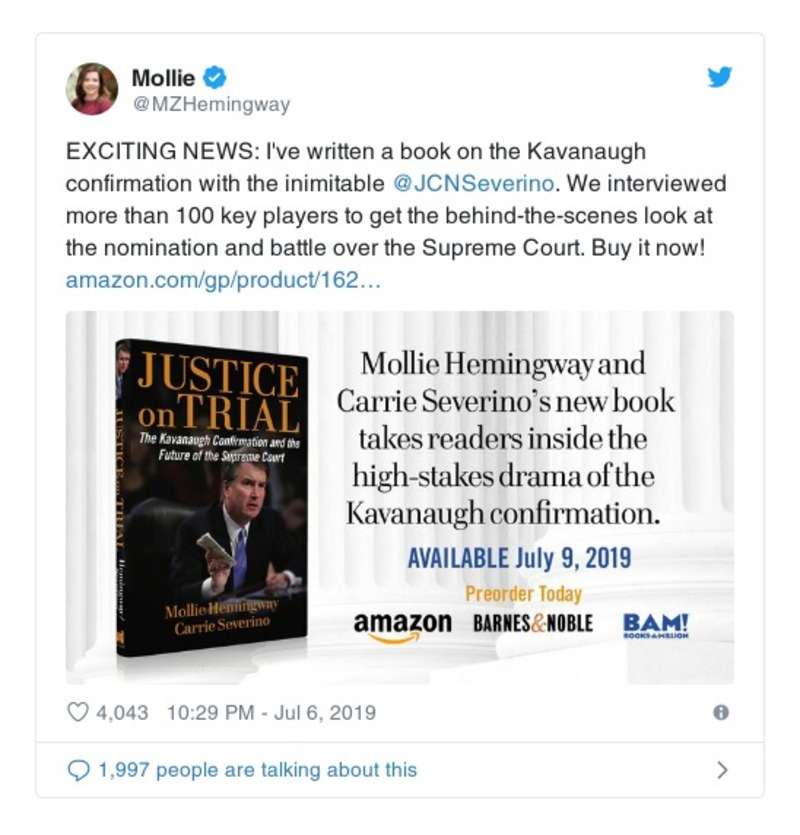 Mollie
@MZHemingway
EXCITING NEWS: I've written a book on the Kavanaugh
confirmation with the inimitable @JCNSeverino. We interviewed
more than 100 key players to get the behind-the-scenes look at
the nomination and battle over the Supreme Court. Buy it now!
amazon.com/gp/product/162…
JUSTICE
on TRIAL
The Kavanaugh Confirmation and the
Future of the Supreme Court
Mollie Hemingway
Carrie Severino
JUSTICE on TRIAL Hemingway
Mollie Hemingway and
Carrie Severino's new book
takes readers inside the
high-stakes drama of the
Kavanaugh confirmation.
AVAILABLE July 9, 2019
Preorder Today
amazon BARNES&NOBLE BAM!
BOOKS-A-MILLION
4,043 10:29 PM - Jul 6, 2019
1,997 people are talking about this